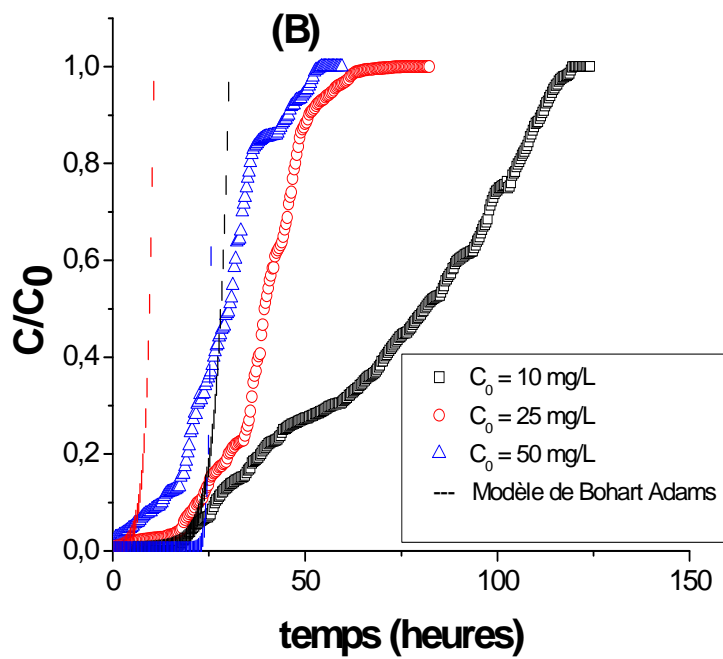 (B)
1,0
0,8
0,6
0,4
0,2
0,0
C/C0
0
50
100
150
temps (heures)
C0 = 10 mg/L
C0 = 25 mg/L
C0 = 50 mg/L
Modèle de Bohart Adams